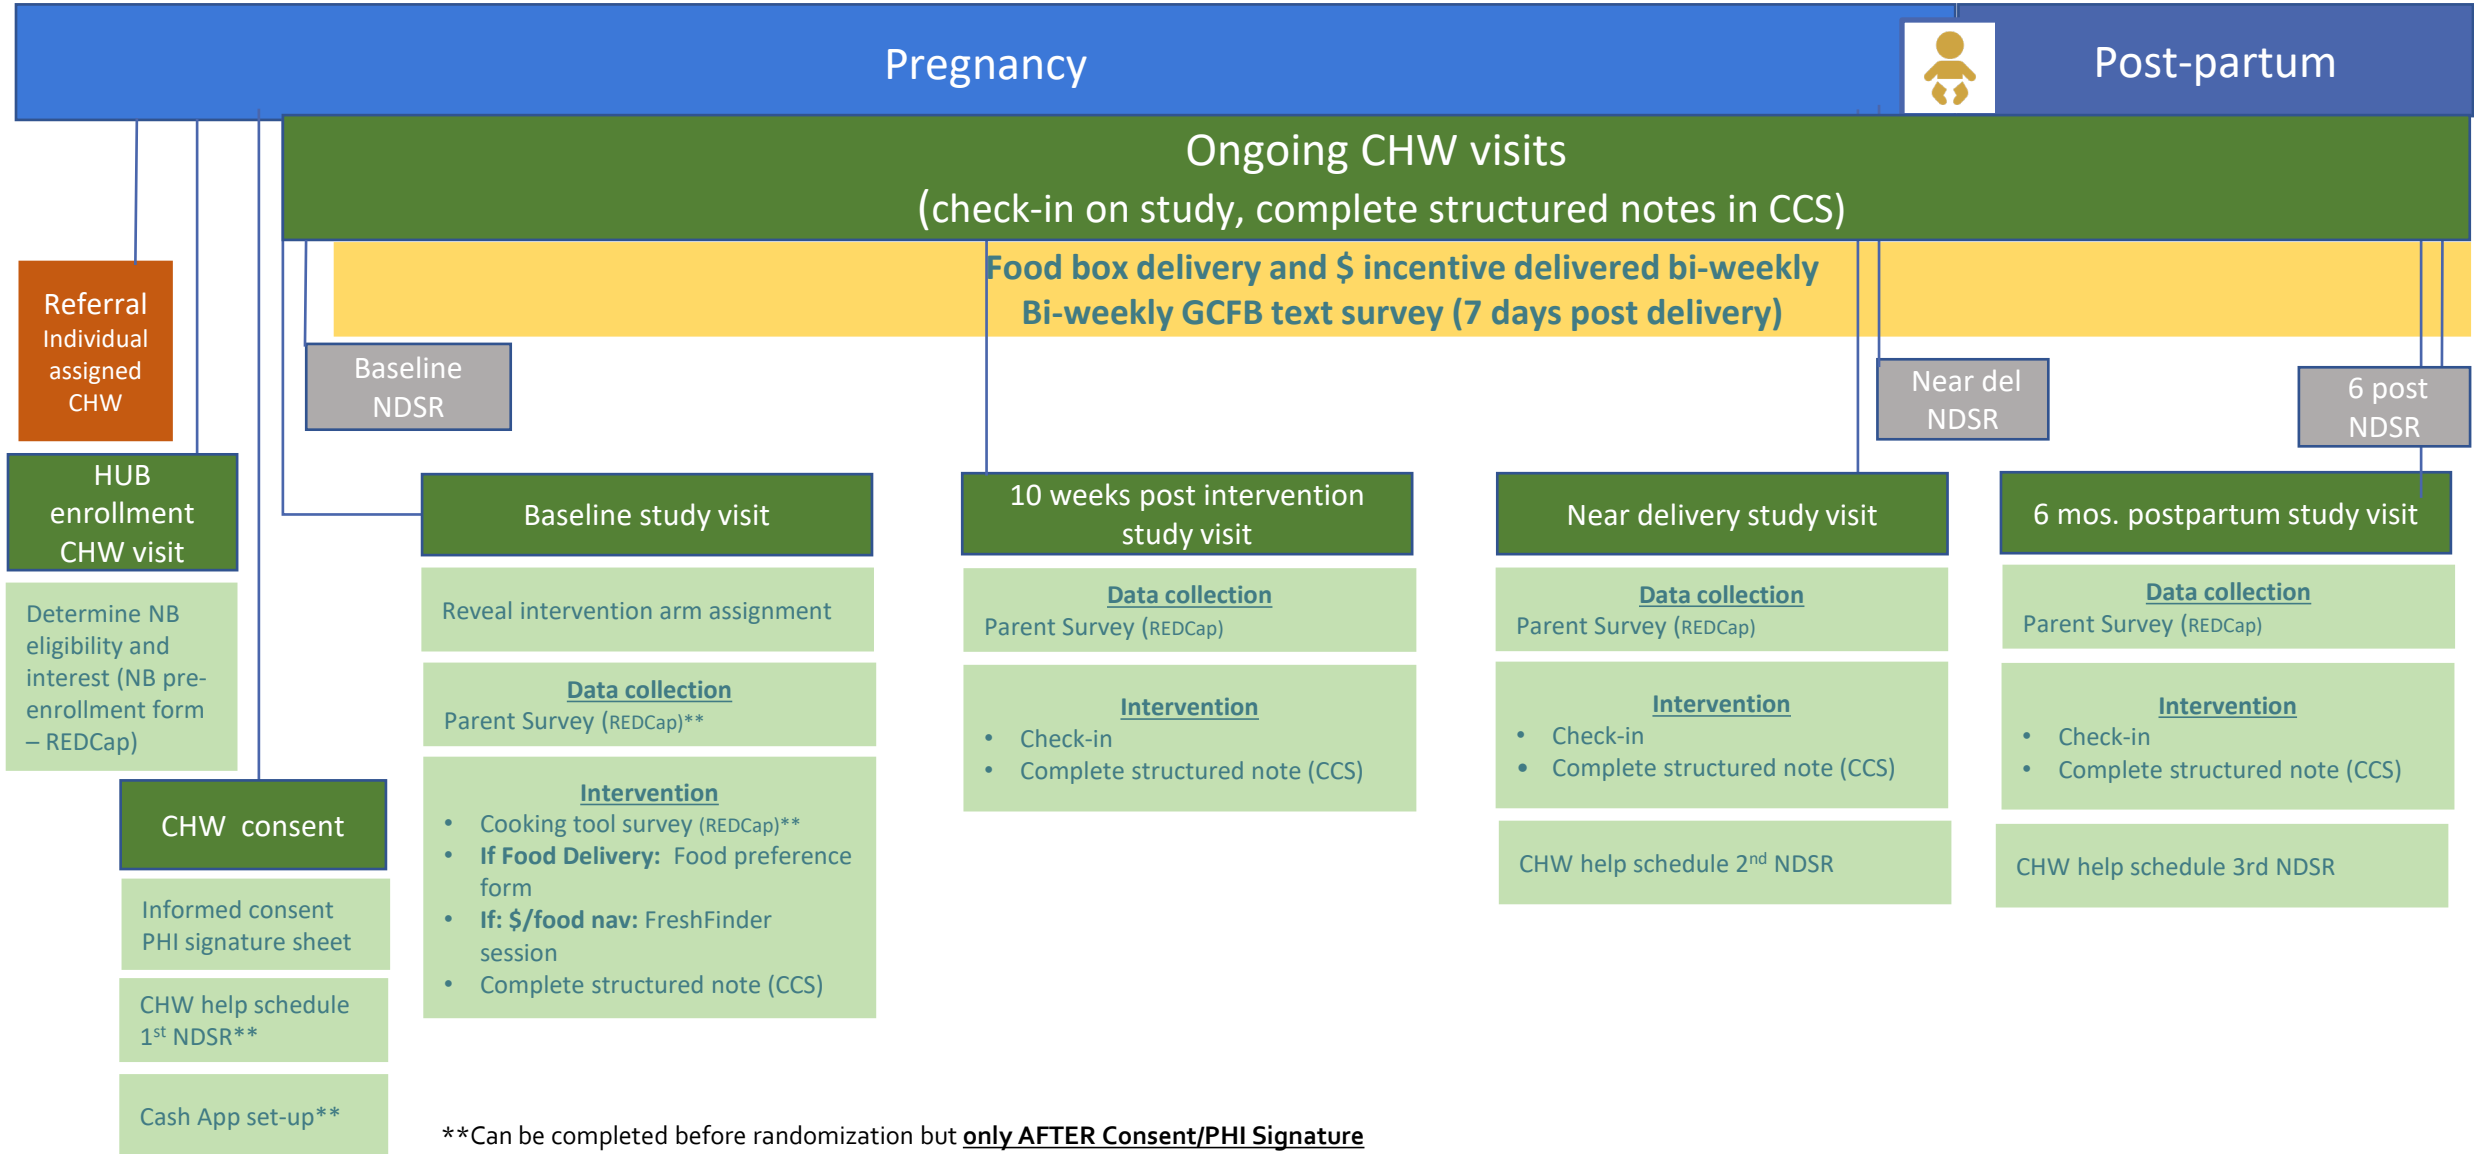 Pregnancy
Post-partum
Ongoing CHW visits
(check-in on study, complete structured notes in CCS)
Food box delivery and $ incentive delivered bi-weekly
Bi-weekly GCFB text survey (7 days post delivery)
Referral
Individual
assigned
CHW
Baseline
NDSR
Near del
NDSR
6 post
NDSR
HUB
enrollment
CHW visit
Determine NB
eligibility and
interest (NB pre-
enrollment form
– REDCap)
CHW consent
Informed consent
PHI signature sheet
CHW help schedule
1st NDSR**
Cash App set-up**
Baseline study visit
Reveal intervention arm assignment
Data collection
Parent Survey (REDCap)**
Intervention
• Cooking tool survey (REDCap)**
• If Food Delivery: Food preference
form
• If: $/food nav: FreshFinder
session
• Complete structured note (CCS)
10 weeks post intervention
study visit
Data collection
Parent Survey (REDCap)
Intervention
• Check-in
• Complete structured note (CCS)
Near delivery study visit
Data collection
Parent Survey (REDCap)
Intervention
• Check-in
• Complete structured note (CCS)
CHW help schedule 2nd NDSR
6 mos. postpartum study visit
Data collection
Parent Survey (REDCap)
Intervention
• Check-in
• Complete structured note (CCS)
CHW help schedule 3rd NDSR
**Can be completed before randomization but only AFTER Consent/PHI Signature